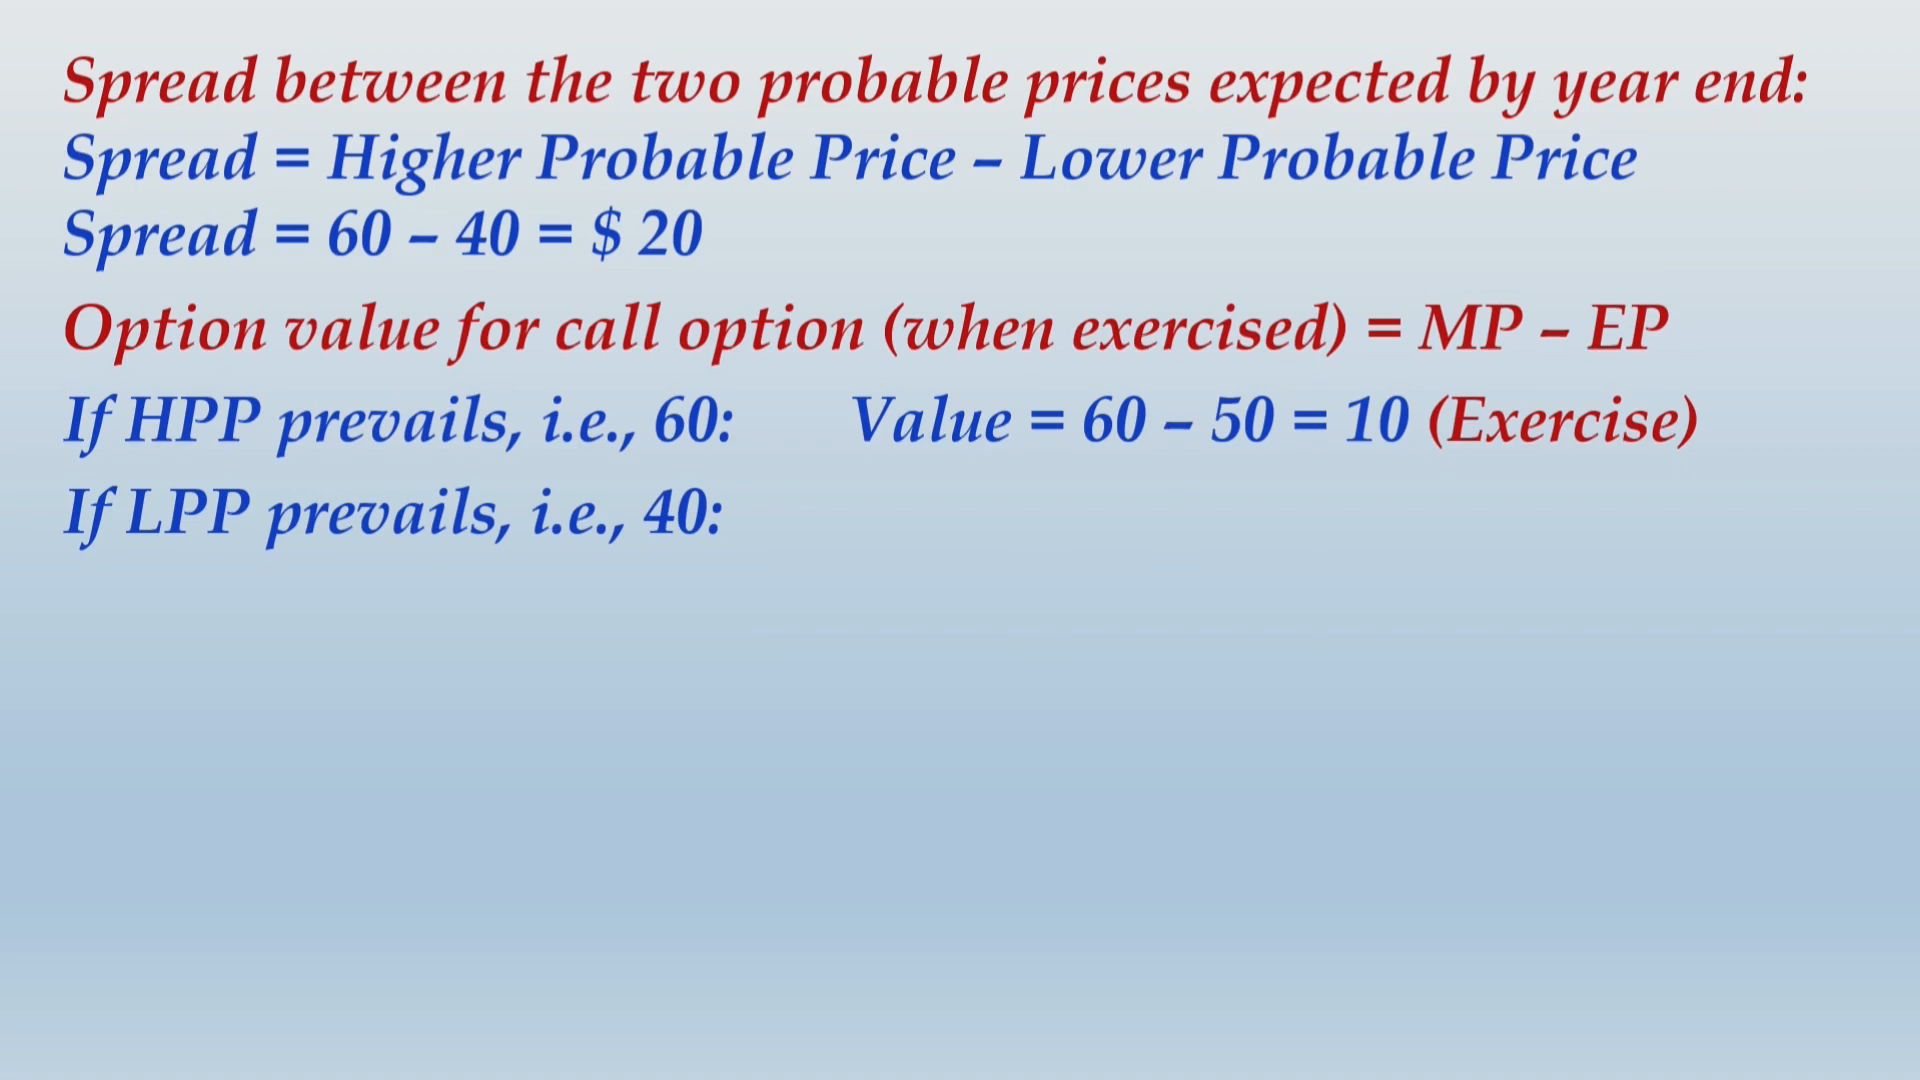 Spread between the two probable prices expected by year end:
Spread = Higher Probable Price – Lower Probable Price
Spread = 60 – 40 = $ 20
Option value for call option (when exercised) = MP – EP
If HPP prevails, i.e., 60: Value = 60 – 50 = 10 (Exercise)
If LPP prevails, i.e., 40: